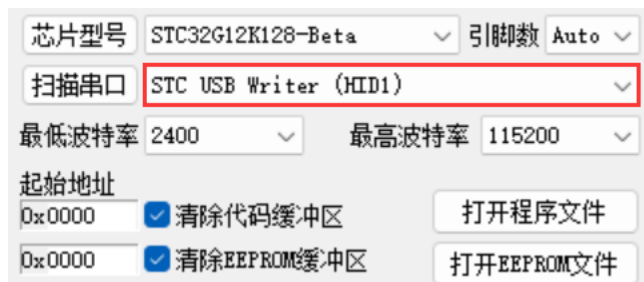 芯片型号 STC32G12K128-Beta 引脚数 Auto
扫描串口 STC USB Writer (HID1)
最低波特率 2400 最高波特率 115200
起始地址
0x0000 清除代码缓冲区 打开程序文件
0x0000 清除EEPROM缓冲区 打开EEPROM文件